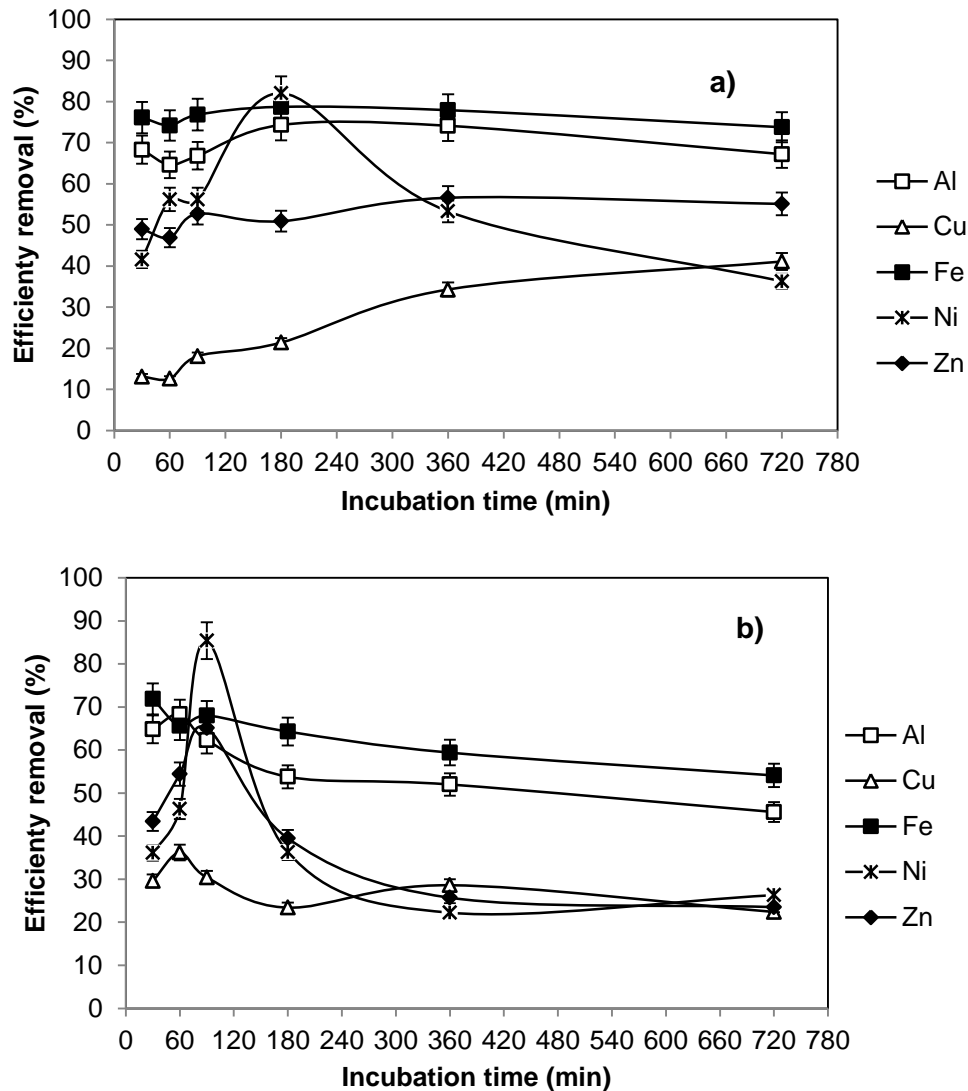 100
90
80
70
60
50
40
30
20
10
0
Efficienty removal (%)
a)
0 60 120 180 240 300 360 420 480 540 600 660 720 780
Incubation time (min)
Al
Cu
Fe
Ni
Zn
100
90
80
70
60
50
40
30
20
10
0
Efficienty removal (%)
b)
0 60 120 180 240 300 360 420 480 540 600 660 720 780
Incubation time (min)
Al
Cu
Fe
Ni
Zn